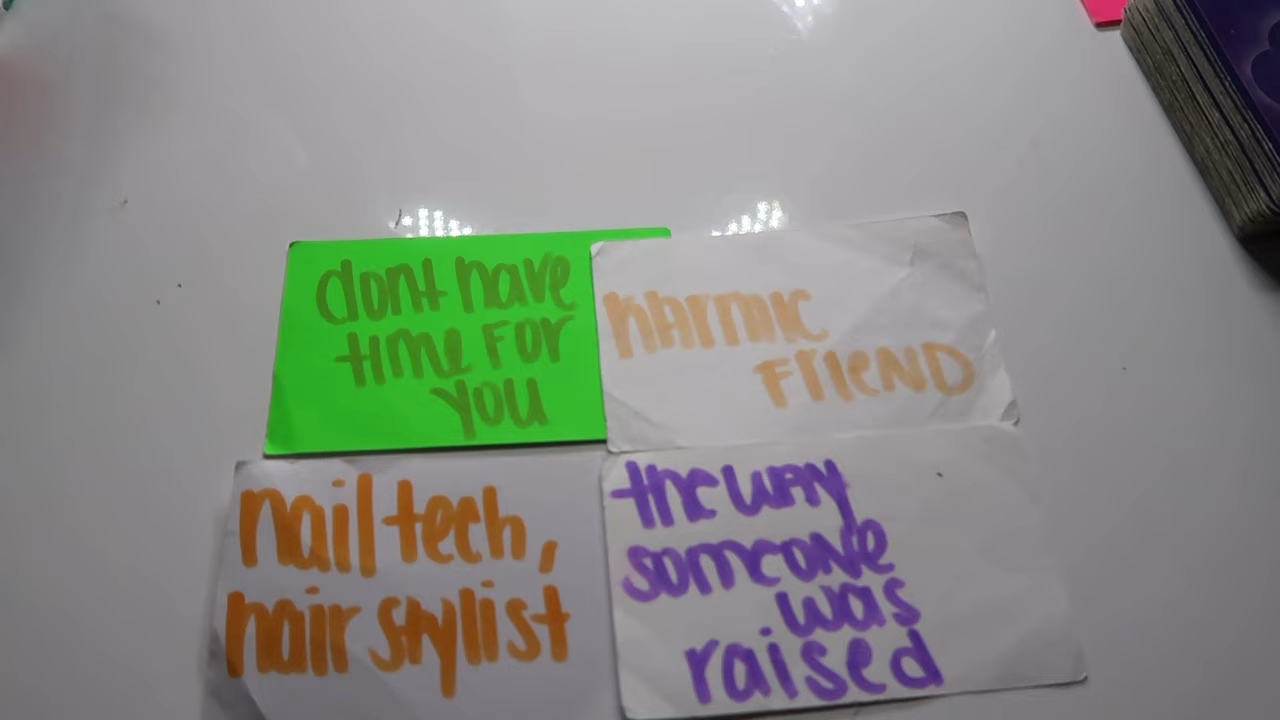 dont have
time For
you
KArmic
FrIeND
nail tech,
hair stylist
the wAy
someone
was
raised